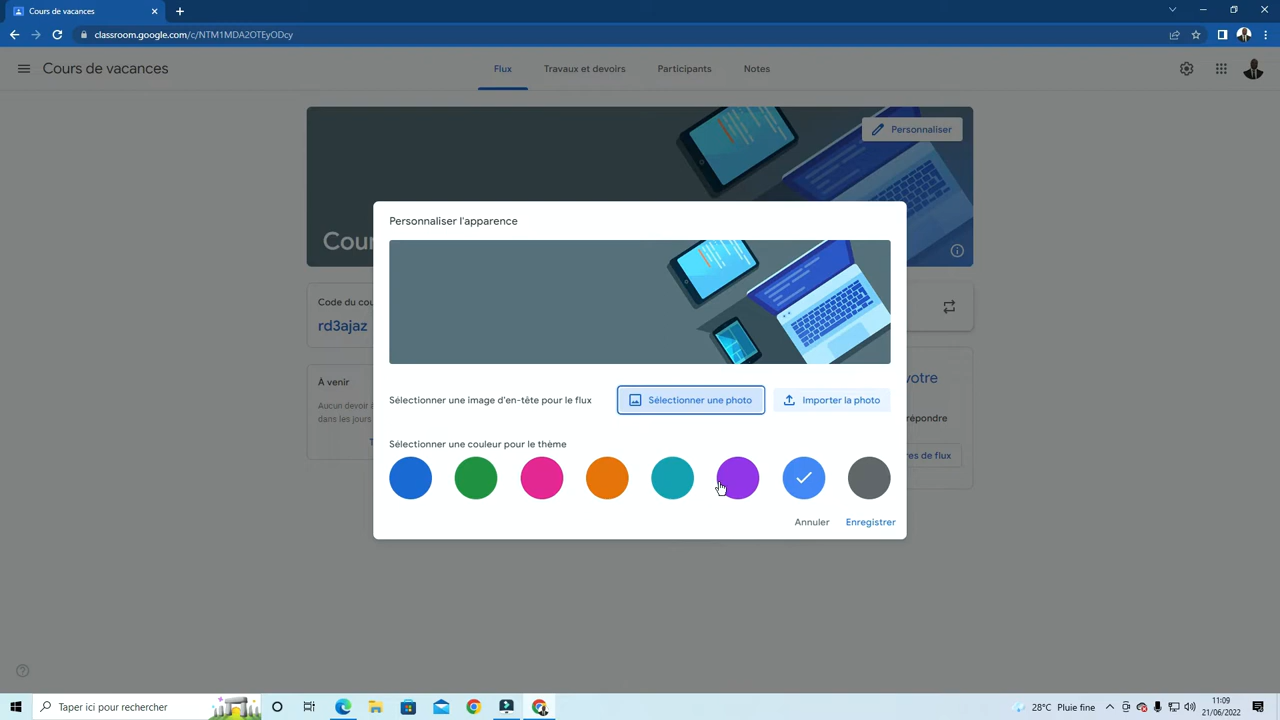 Cours de vacances
classroom.google.com/c/NTM1MDA2OTEyODcy
Cours de vacances
Flux
Travaux et devoirs
Participants
Notes
Personnaliser
Cou
Personnaliser l'apparence
Code du cou
rd3ajaz
À venir
Aucun devoir à
dans les jours
T
votre
répondre
res de flux
Sélectionner une image d'en-tête pour le flux
Sélectionner une photo
Importer la photo
Sélectionner une couleur pour le thème
Annuler
Enregistrer
Taper ici pour rechercher
28°C Pluie fine
11:09
21/06/2022